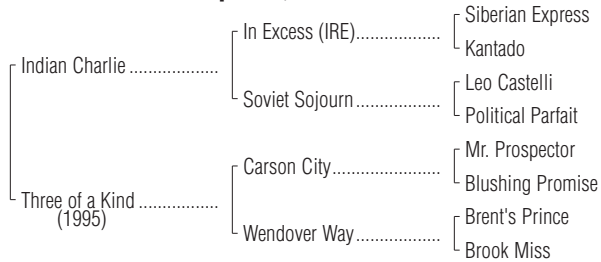 Siberian Express
In Excess (IRE)..................
Kantado
Indian Charlie ...................
Leo Castelli
Soviet Sojourn..................
Political Parfait
Mr. Prospector
Carson City.......................
Blushing Promise
Three of a Kind .................
(1995)
Brent's Prince
Wendover Way..................
Brook Miss